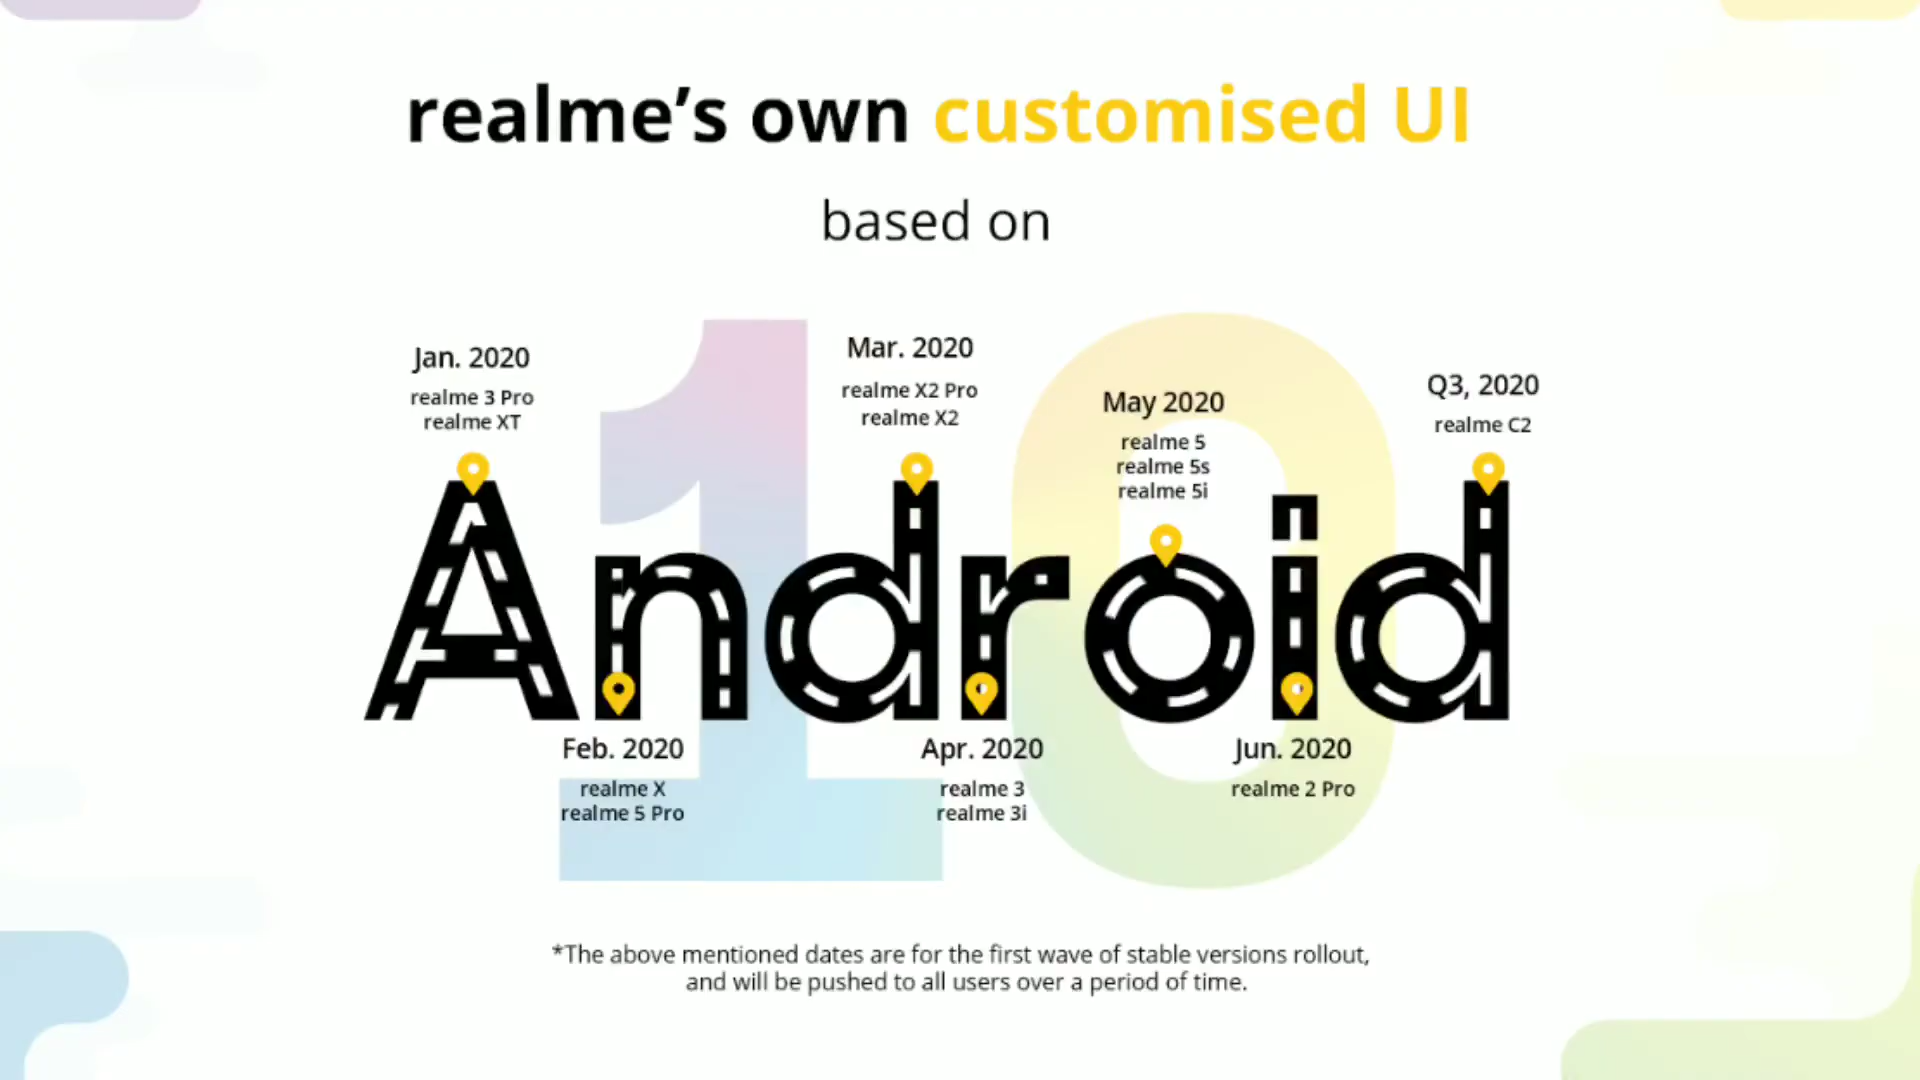 realme's own customised UI
based on
10
Jan. 2020
realme 3 Pro
realme XT
Mar. 2020
realme X2 Pro
realme X2
May 2020
realme 5
realme 5s
realme 5i
Q3, 2020
realme C2
Android
Feb. 2020
realme X
realme 5 Pro
Apr. 2020
realme 3
realme 3i
Jun. 2020
realme 2 Pro
*The above mentioned dates are for the first wave of stable versions rollout,
and will be pushed to all users over a period of time.